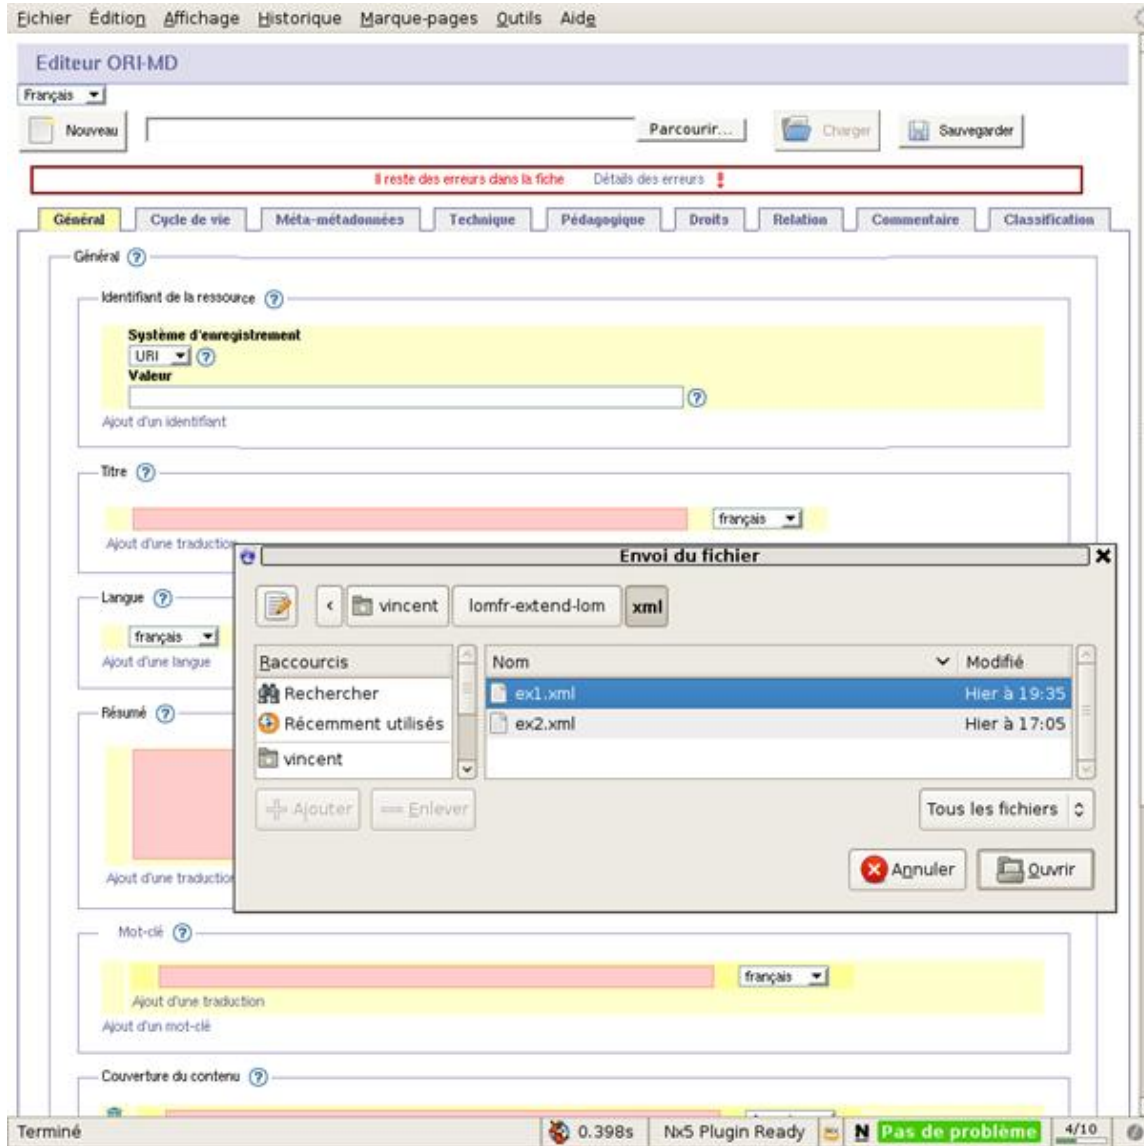 Fichier Édition Affichage Historique Marque-pages Outils Aide
Editeur ORI-MD
Français
Nouveau Parcourir... Charger Sauvegarder
Il reste des erreurs dans la fiche Détails des erreurs
Général Cycle de vie Méta-métadonnées Technique Pédagogique Droits Relation Commentaire Classification
Général ?
Identifiant de la ressource ?
Système d'enregistrement
URI ?
Valeur
?
Ajout d'un identifiant
Titre ?
français
Ajout d'une traduction
Langue ?
français
Ajout d'une langue
Résumé ?
Ajout d'une traduction
Envoi du fichier
< vincent lomfr-extend-lom xml
Raccourcis
Rechercher
Récemment utilisés
vincent
Nom Modifié
ex1.xml Hier à 19:35
ex2.xml Hier à 17:05
Ajouter Enlever
Tous les fichiers
Annuler Ouvrir
Mot-clé ?
français
Ajout d'une traduction
Ajout d'un mot-clé
Couverture du contenu ?
Terminé 0.398s Nx5 Plugin Ready N Pas de problème 4/10